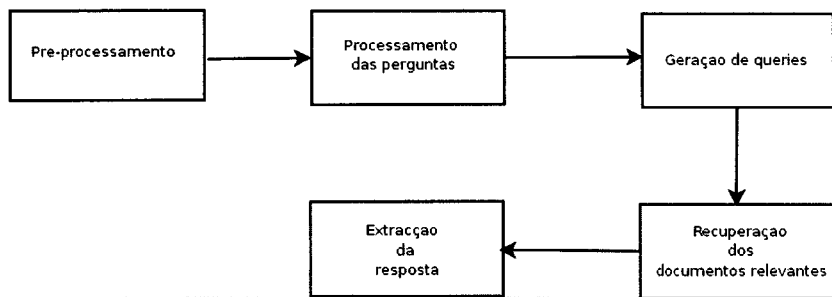 Pre-processamento
Processamento
das perguntas
Geraçao de queries
Recuperaçao
dos
documentos relevantes
Extracçao
da
resposta